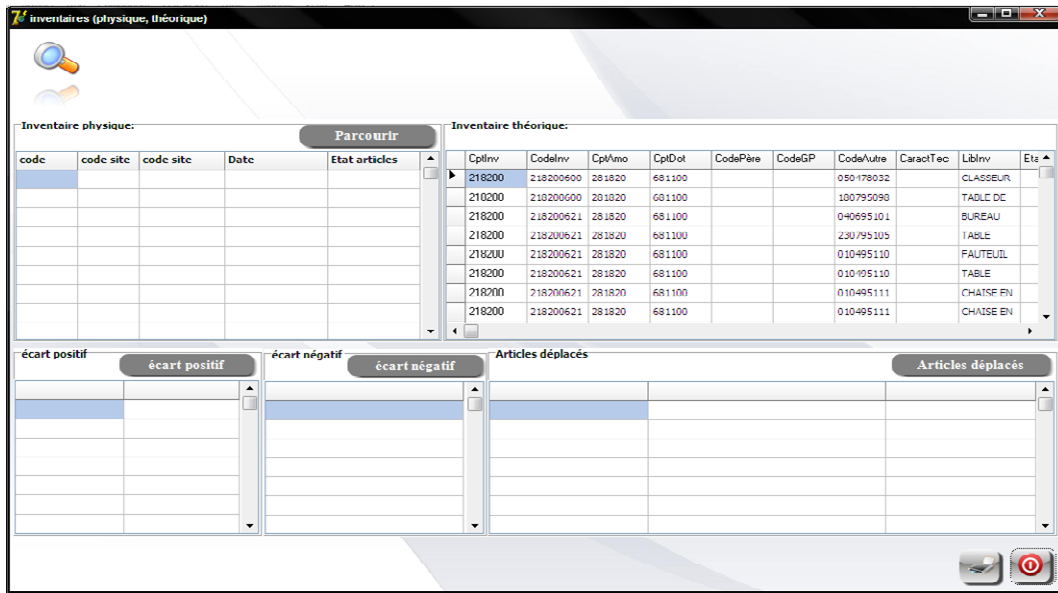 inventaires (physique, théorique)
Inventaire physique:
Parcourir
code code site code site Date Etat articles
Inventaire théorique:
CptInv CodeInv CptAmo CptDot CodePère CodeGP CodeAutre CaractTec LibInv Eta
218200 218200600 281820 681100 050478032 CLASSEUR
218200 218200600 281820 681100 180795098 TABLE DE
218200 218200621 281820 681100 040695101 BUREAU
218200 218200621 281820 681100 230795105 TABLE
218200 218200621 281820 681100 010495110 FAUTEUIL
218200 218200621 281820 681100 010495110 TABLE
218200 218200621 281820 681100 010495111 CHAISE EN
218200 218200621 281820 681100 010495111 CHAISE EN
écart positif
écart positif
écart négatif
écart négatif
Articles déplacés
Articles déplacés